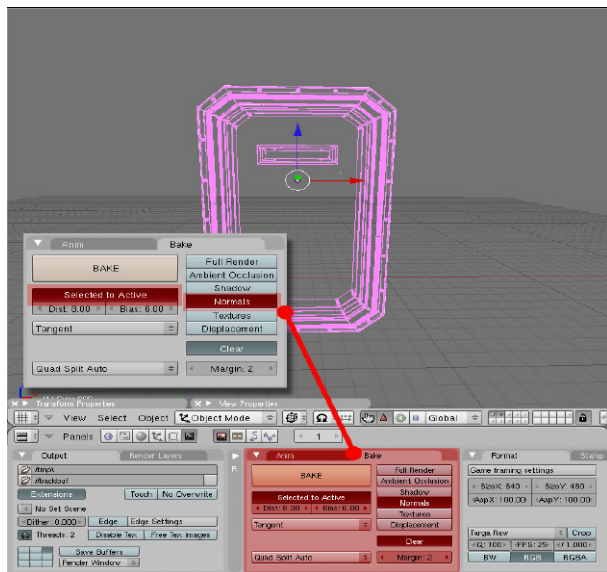 Anim Bake
BAKE
Full Render
Ambient Occlusion
Shadow
Selected to Active
Normals
Dist: 0.00 Bias: 6.00
Textures
Tangent
Displacement
Clear
Quad Split Auto
Margin: 2
Transform Properties
View Properties
View Select Object Object Mode Global
Panels 1
Output Render Layers
/backbuf
Extensions Touch No Overwrite
No Set Scene
Dither: 0.000 Edge Edge Settings
Threads: 2 Disable Tex Free Tex Images
Save Buffers
Render Window
R
Anim Bake
BAKE
Full Render
Ambient Occlusion
Shadow
Selected to Active
Normals
Dist: 0.00 Bias: 6.00
Textures
Tangent
Displacement
Clear
Quad Split Auto
Margin: 2
Format Stamp
Game framing settings
SizeX: 640 SizeY: 480
AspX: 100.00 AspY: 100.00
Targa Raw Crop
Q: 100 FPS: 25 /1.000
BW RGB RGBA